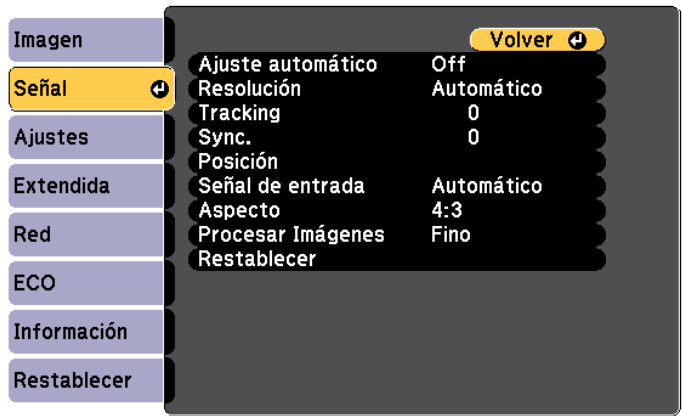 Imagen
Señal
Ajustes
Extendida
Red
ECO
Información
Restablecer
Volver
Ajuste automático Off
Resolución Automático
Tracking 0
Sync. 0
Posición
Señal de entrada Automático
Aspecto 4:3
Procesar Imágenes Fino
Restablecer